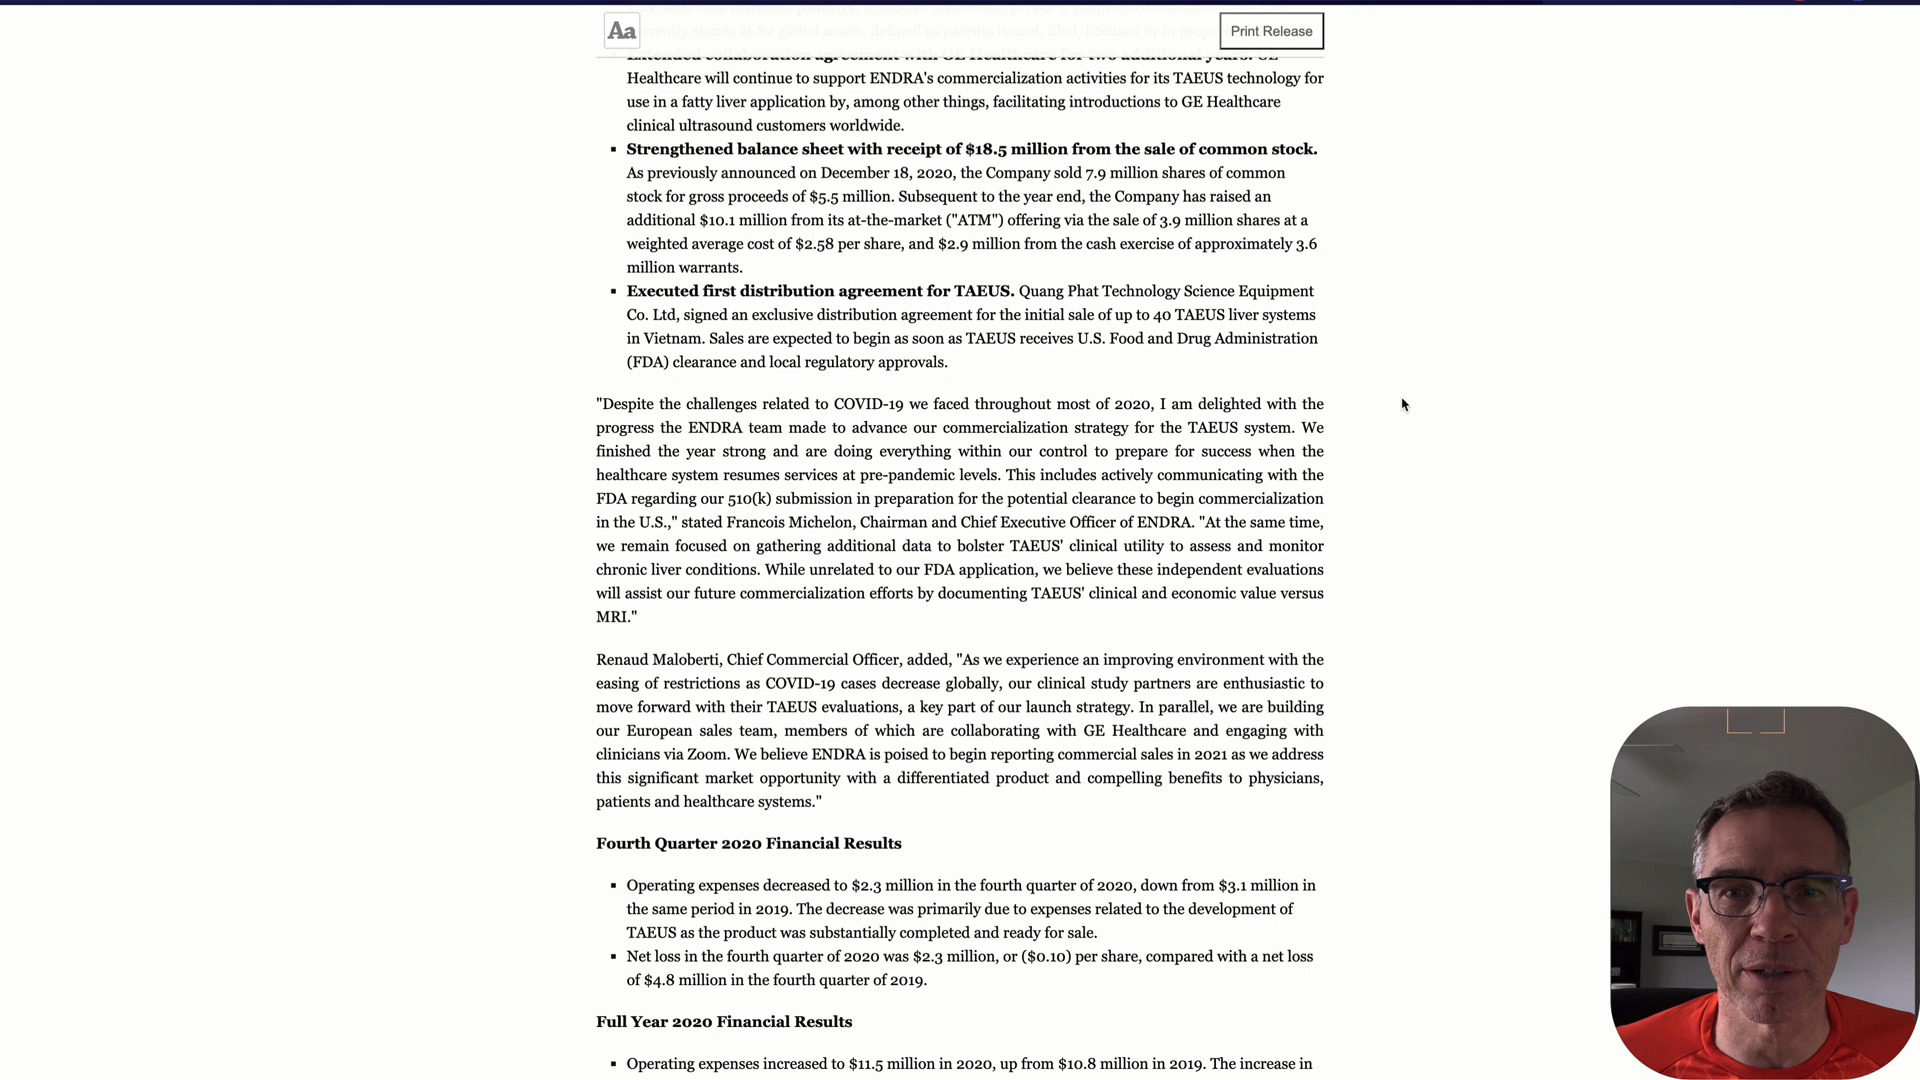 Aa
Print Release
currently stands at 82 global assets, defined as patents issued, filed, licensed or in
Extended collaboration agreement with GE Healthcare for two additional years. GE
Healthcare will continue to support ENDRA's commercialization activities for its TAEUS technology for
use in a fatty liver application by, among other things, facilitating introductions to GE Healthcare
clinical ultrasound customers worldwide.
▪ Strengthened balance sheet with receipt of $18.5 million from the sale of common stock.
As previously announced on December 18, 2020, the Company sold 7.9 million shares of common
stock for gross proceeds of $5.5 million. Subsequent to the year end, the Company has raised an
additional $10.1 million from its at-the-market ("ATM") offering via the sale of 3.9 million shares at a
weighted average cost of $2.58 per share, and $2.9 million from the cash exercise of approximately 3.6
million warrants.
▪ Executed first distribution agreement for TAEUS. Quang Phat Technology Science Equipment
Co. Ltd, signed an exclusive distribution agreement for the initial sale of up to 40 TAEUS liver systems
in Vietnam. Sales are expected to begin as soon as TAEUS receives U.S. Food and Drug Administration
(FDA) clearance and local regulatory approvals.
"Despite the challenges related to COVID-19 we faced throughout most of 2020, I am delighted with the
progress the ENDRA team made to advance our commercialization strategy for the TAEUS system. We
finished the year strong and are doing everything within our control to prepare for success when the
healthcare system resumes services at pre-pandemic levels. This includes actively communicating with the
FDA regarding our 510(k) submission in preparation for the potential clearance to begin commercialization
in the U.S.," stated Francois Michelon, Chairman and Chief Executive Officer of ENDRA. "At the same time,
we remain focused on gathering additional data to bolster TAEUS' clinical utility to assess and monitor
chronic liver conditions. While unrelated to our FDA application, we believe these independent evaluations
will assist our future commercialization efforts by documenting TAEUS' clinical and economic value versus
MRI."
Renaud Maloberti, Chief Commercial Officer, added, "As we experience an improving environment with the
easing of restrictions as COVID-19 cases decrease globally, our clinical study partners are enthusiastic to
move forward with their TAEUS evaluations, a key part of our launch strategy. In parallel, we are building
our European sales team, members of which are collaborating with GE Healthcare and engaging with
clinicians via Zoom. We believe ENDRA is poised to begin reporting commercial sales in 2021 as we address
this significant market opportunity with a differentiated product and compelling benefits to physicians,
patients and healthcare systems."
Fourth Quarter 2020 Financial Results
▪ Operating expenses decreased to $2.3 million in the fourth quarter of 2020, down from $3.1 million in
the same period in 2019. The decrease was primarily due to expenses related to the development of
TAEUS as the product was substantially completed and ready for sale.
▪ Net loss in the fourth quarter of 2020 was $2.3 million, or ($0.10) per share, compared with a net loss
of $4.8 million in the fourth quarter of 2019.
Full Year 2020 Financial Results
▪ Operating expenses increased to $11.5 million in 2020, up from $10.8 million in 2019. The increase in